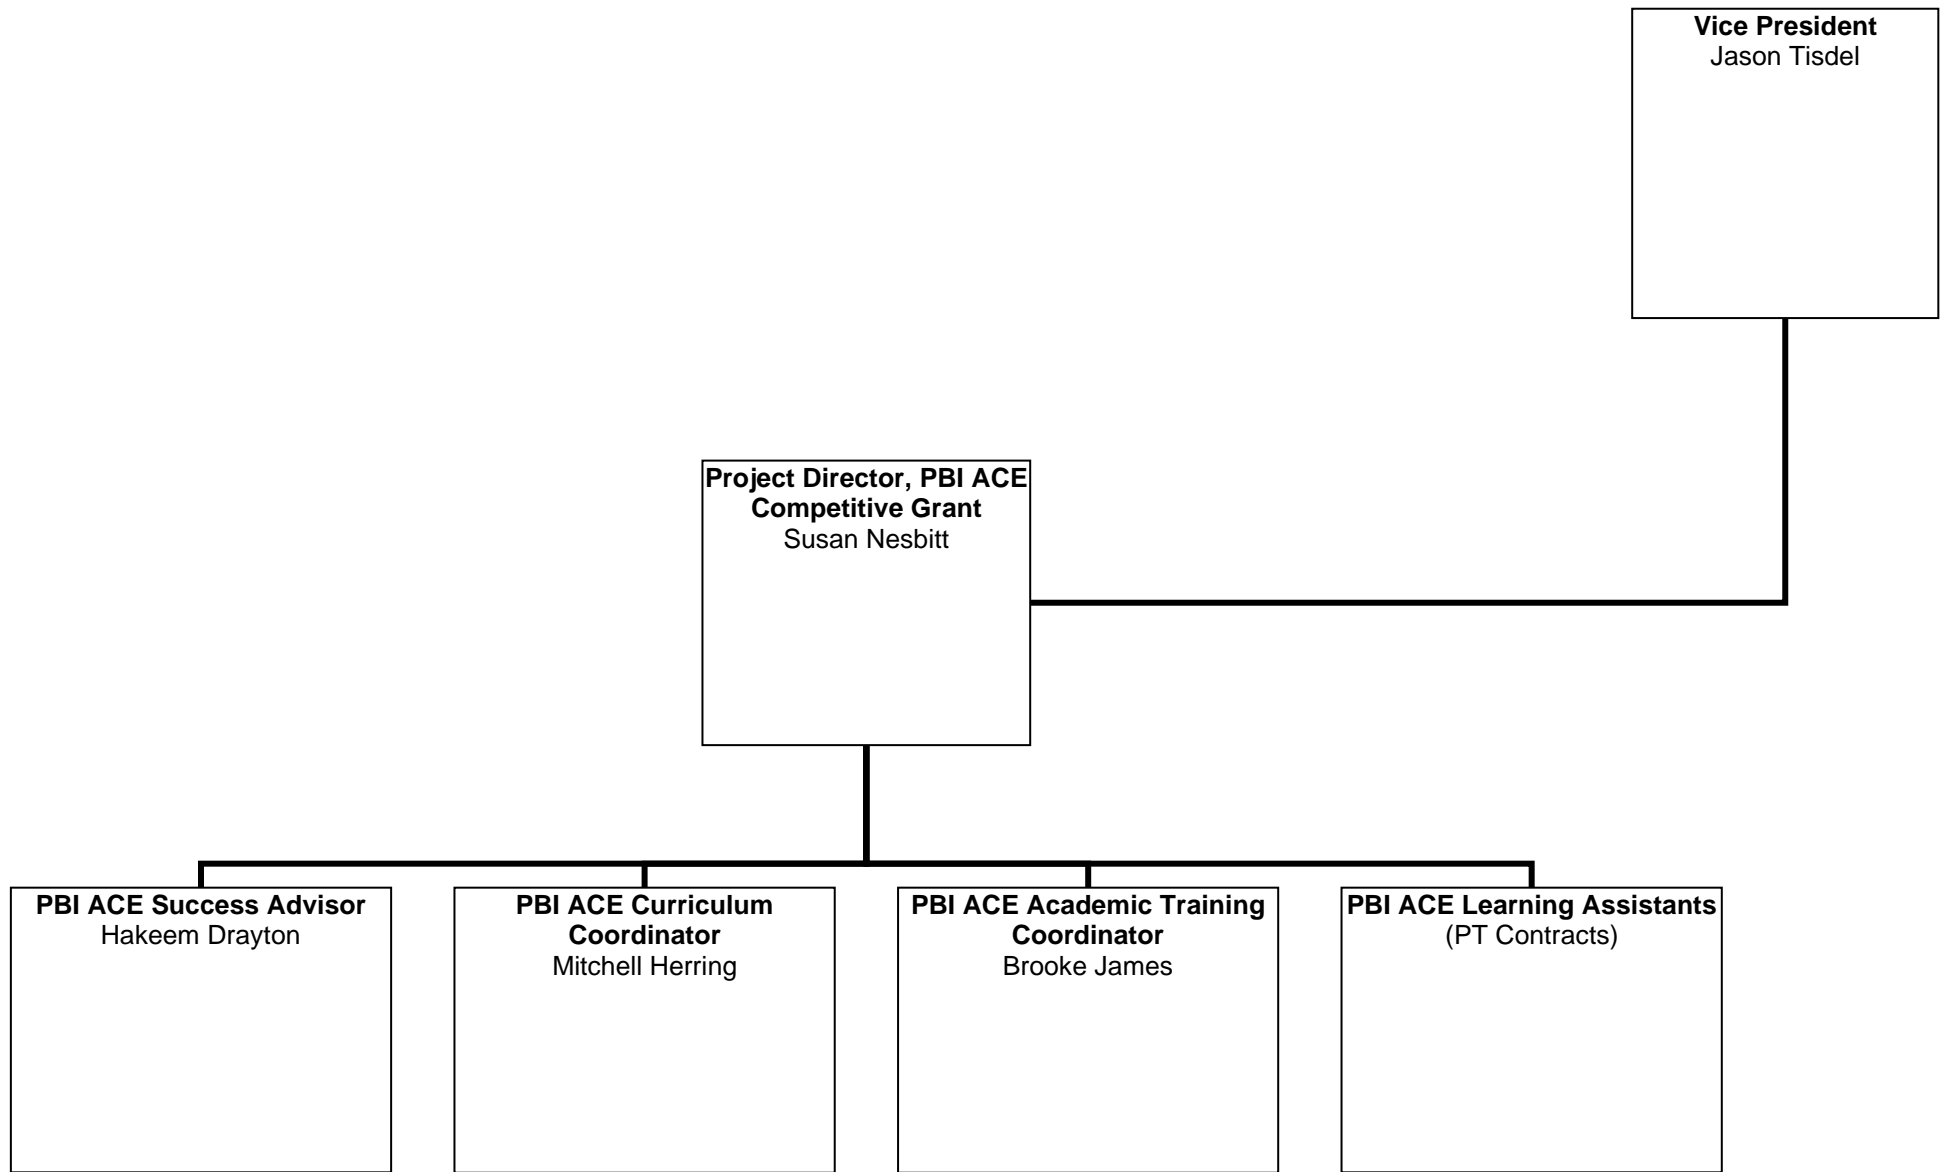 Vice President
Jason Tisdel
Project Director, PBI ACE
Competitive Grant
Susan Nesbitt
PBI ACE Success Advisor
Hakeem Drayton
PBI ACE Curriculum
Coordinator
Mitchell Herring
PBI ACE Academic Training
Coordinator
Brooke James
PBI ACE Learning Assistants
(PT Contracts)